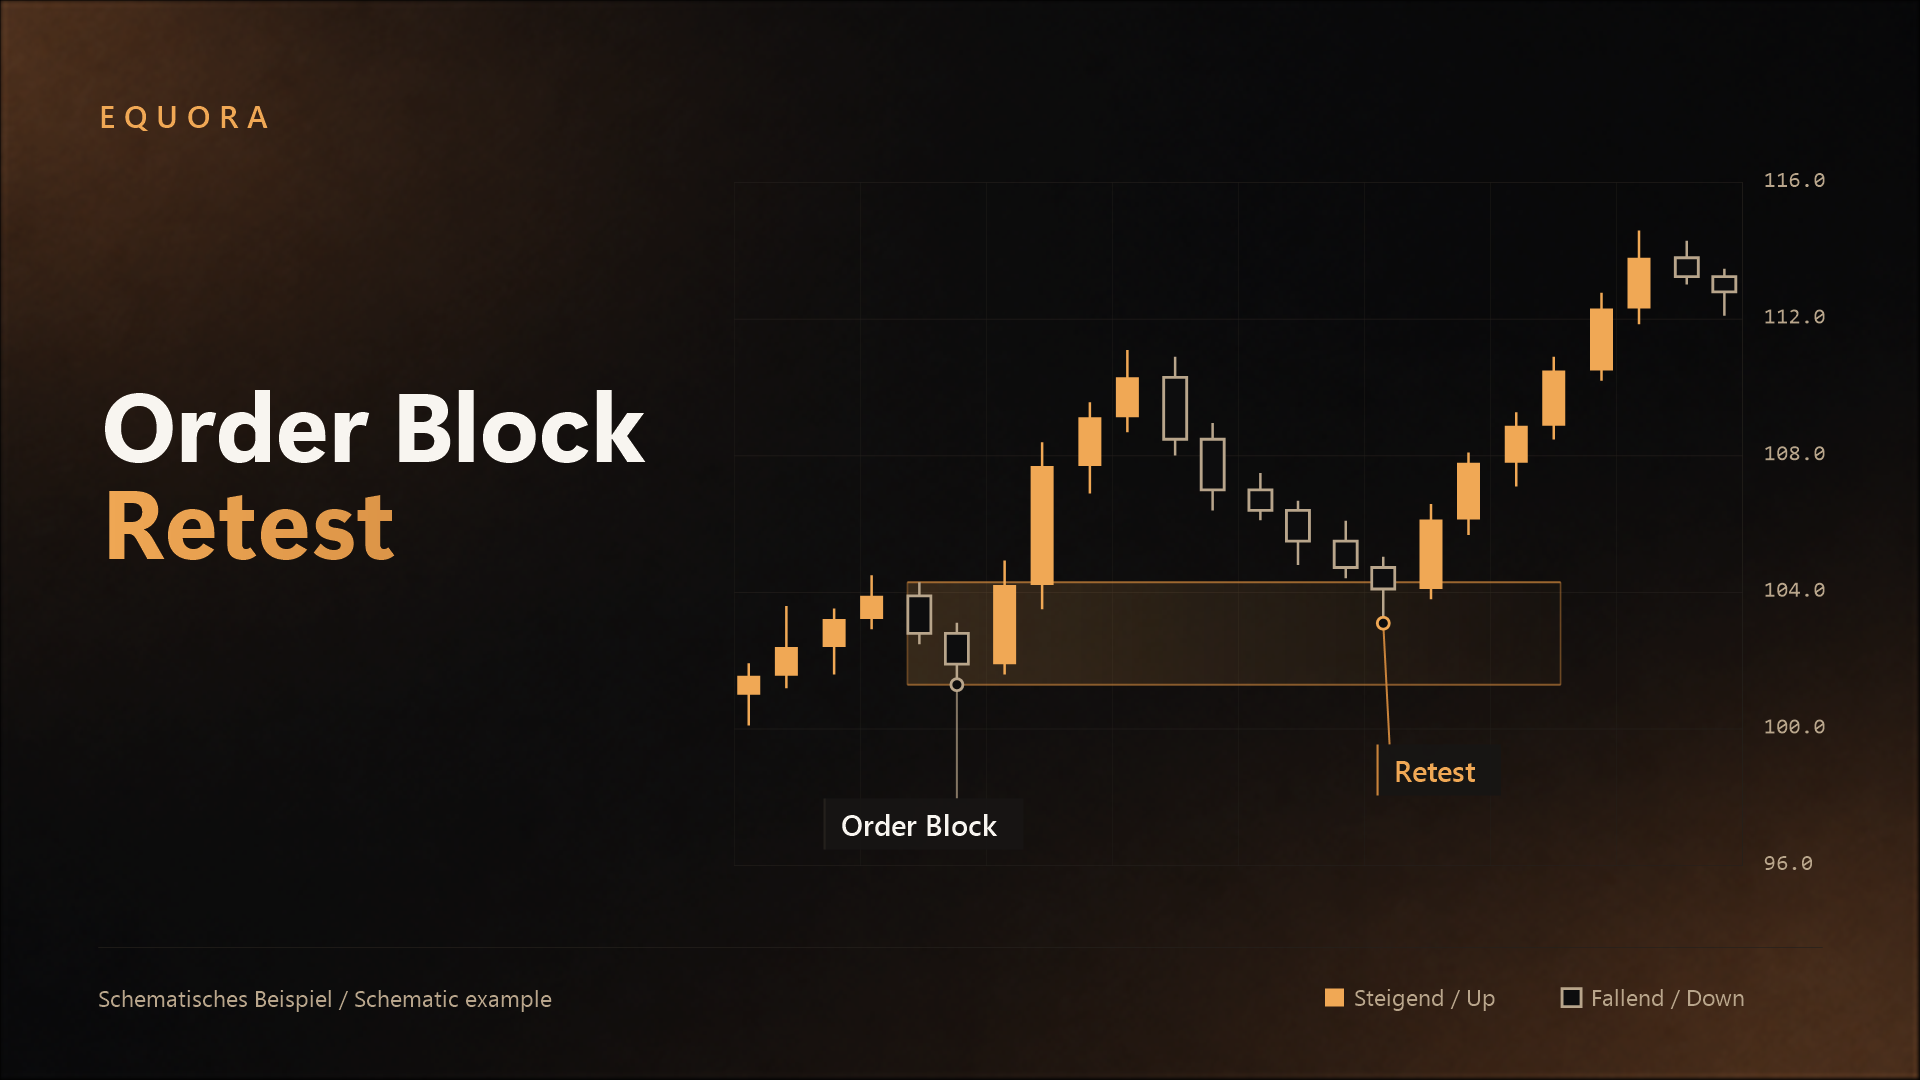 EQUORA
Order Block
Retest
116.0
112.0
108.0
104.0
100.0
96.0
Retest
Order Block
Schematisches Beispiel / Schematic example
Steigend / Up
Fallend / Down